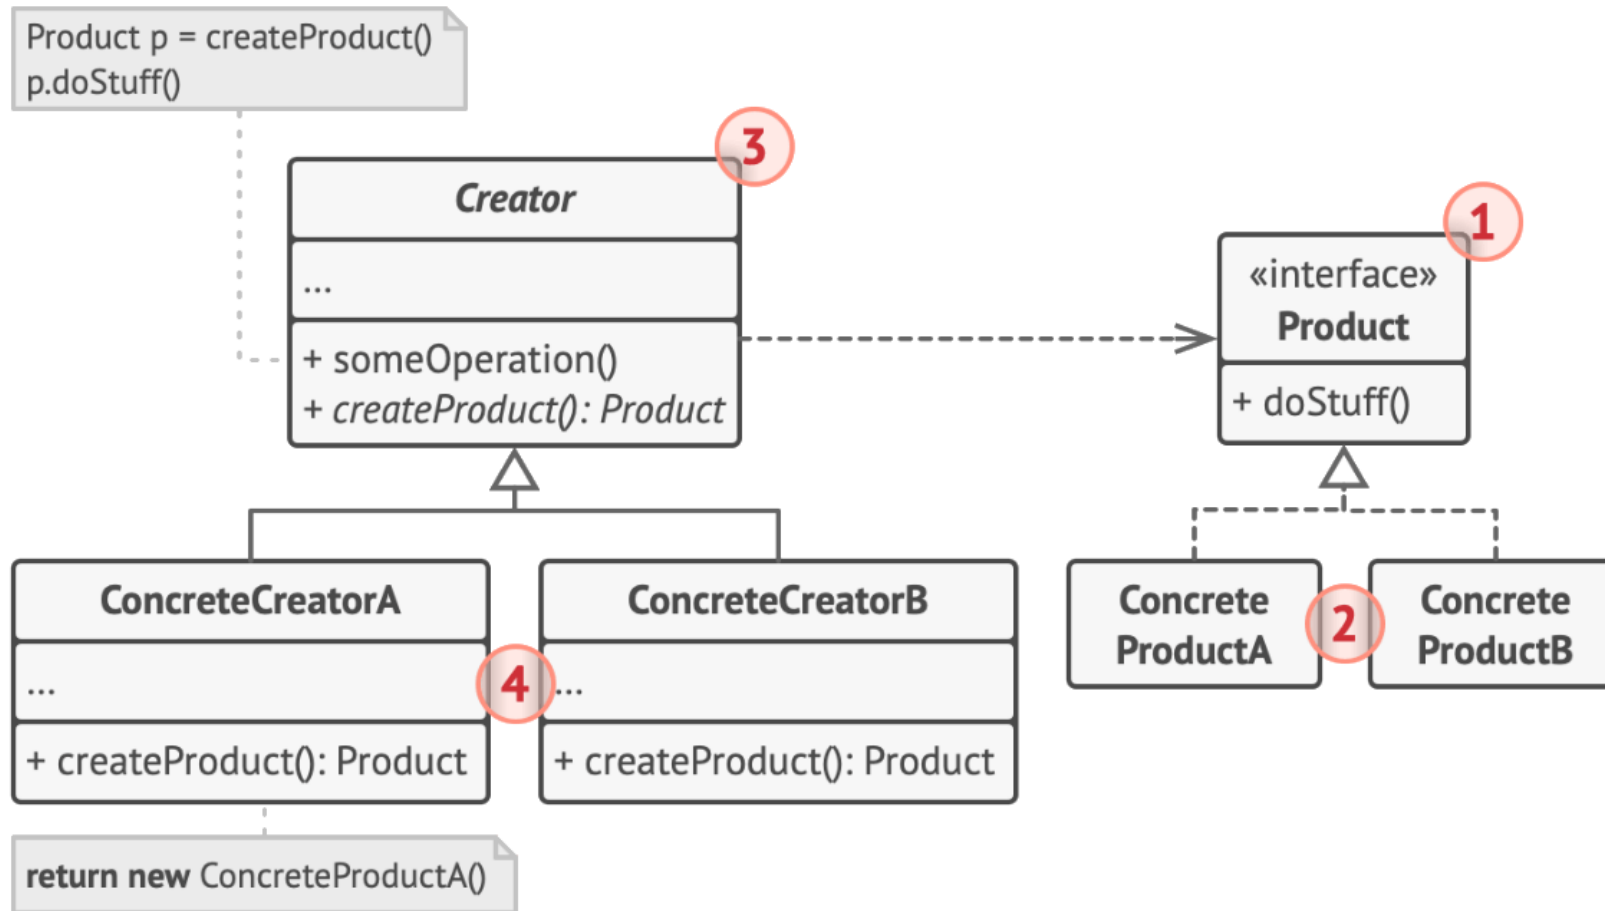 Product p = createProduct()
p.doStuff()
3
Creator
...
+ someOperation()
+ createProduct(): Product
1
«interface»
Product
+ doStuff()
ConcreteCreatorA
...
+ createProduct(): Product
4
ConcreteCreatorB
...
+ createProduct(): Product
Concrete
ProductA
2
Concrete
ProductB
return new ConcreteProductA()